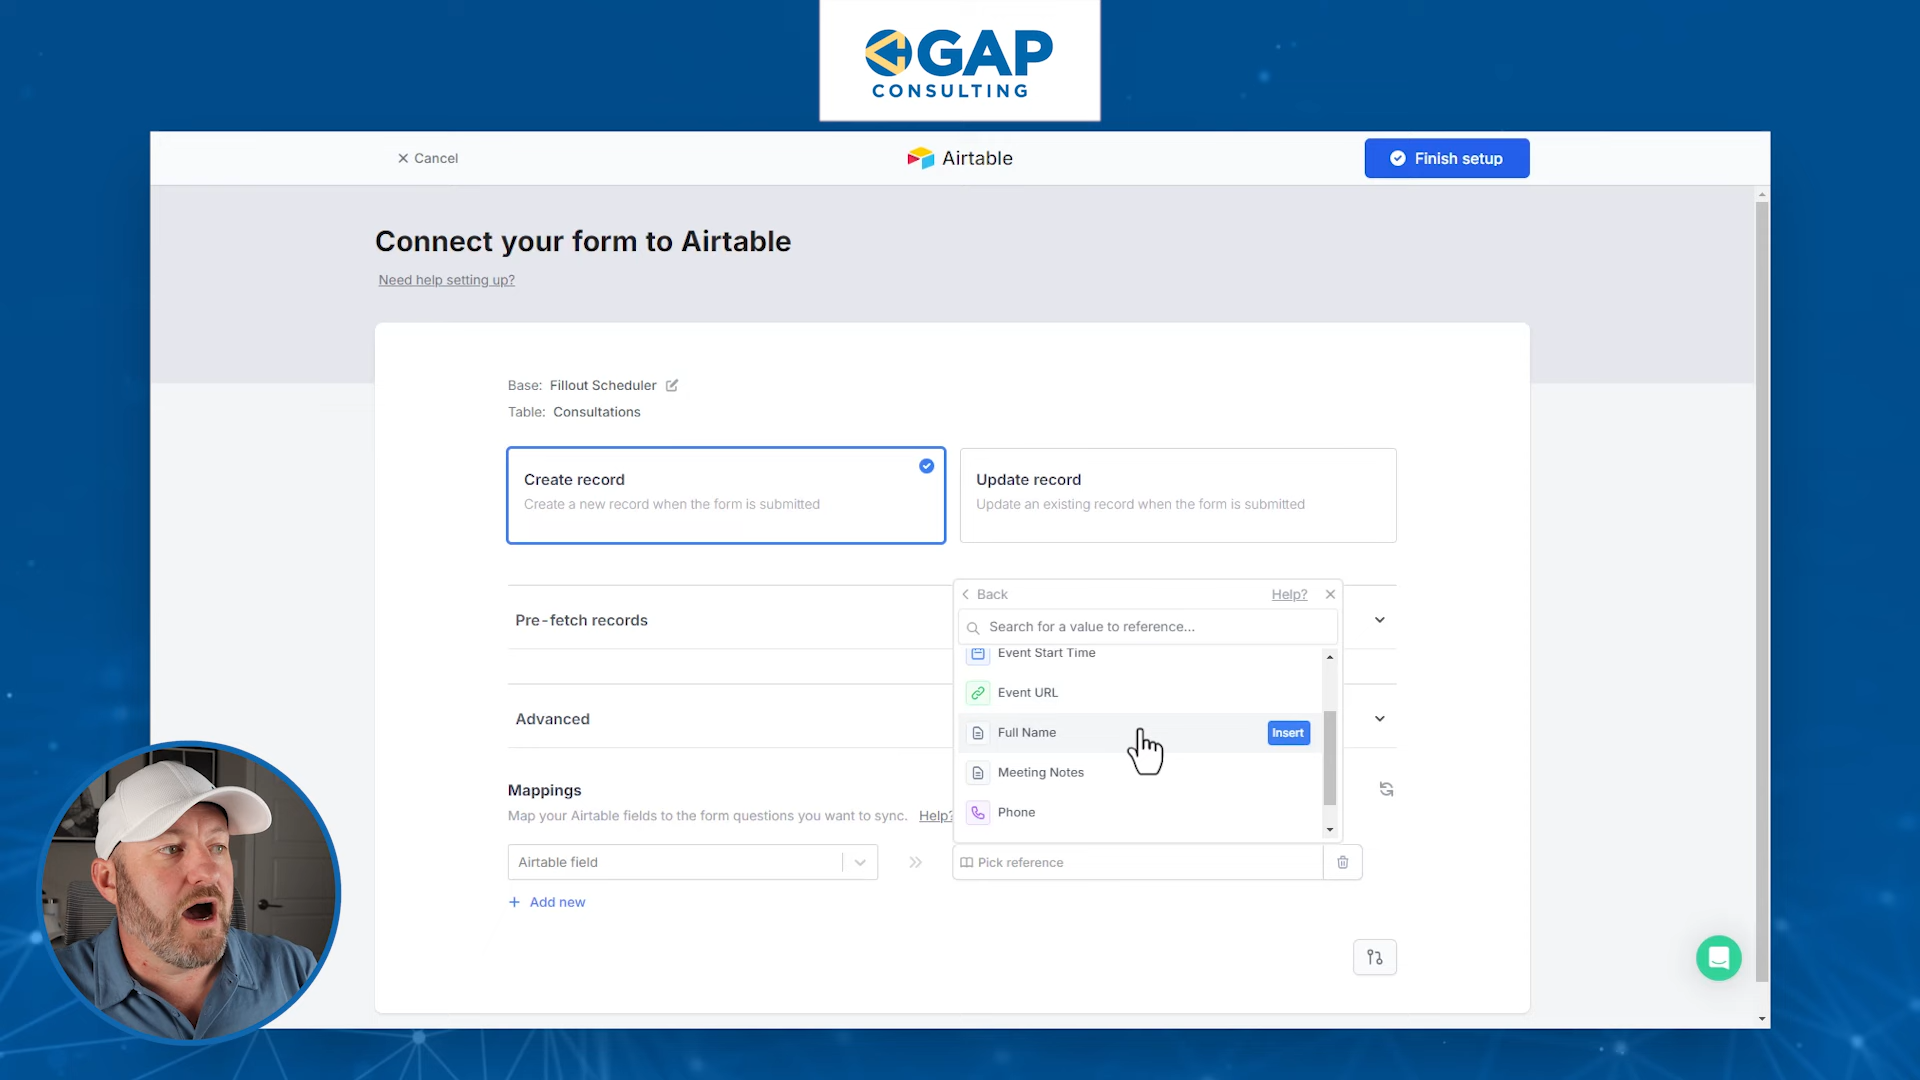 GAP
CONSULTING
Cancel
Airtable
Finish setup
Connect your form to Airtable
Need help setting up?
Base: Fillout Scheduler
Table: Consultations
Create record
Create a new record when the form is submitted
Update record
Update an existing record when the form is submitted
Back
Help?
Pre-fetch records
Search for a value to reference...
Event Start Time
Event URL
Advanced
Full Name
Insert
Meeting Notes
Phone
Mappings
Map your Airtable fields to the form questions you want to sync. Help?
Airtable field
Pick reference
+ Add new